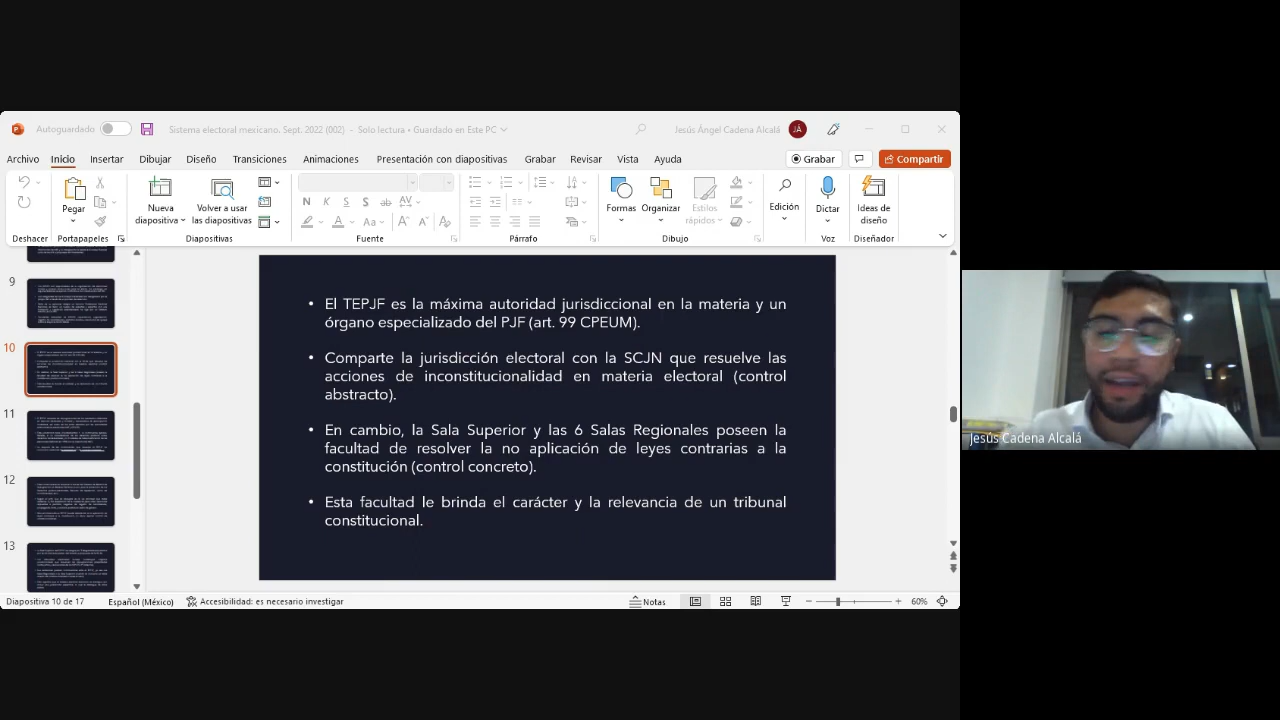 Autoguardado
Sistema electoral mexicano. Sept. 2022 (002) - Solo lectura • Guardado en Este PC
Jesús Ángel Cadena Alcalá
JÁ
Archivo Inicio Insertar Dibujar Diseño Transiciones Animaciones Presentación con diapositivas Grabar Revisar Vista Ayuda
Grabar
Compartir
Pegar
Nueva diapositiva
Volver a usar las diapositivas
N K S S ab AV
Aa A A A
Formas
Organizar
Estilos rápidos
Edición
Dictar
Ideas de diseño
Deshacer Portapapeles Diapositivas Fuente Párrafo Dibujo Voz Diseñador
9
10
11
12
13
• El TEPJF es la máxima autoridad jurisdiccional en la materia y un
órgano especializado del PJF (art. 99 CPEUM).
• Comparte la jurisdicción electoral con la SCJN que resuelve las
acciones de inconstitucionalidad en materia electoral (control
abstracto).
• En cambio, la Sala Superior y las 5 Salas Regionales poseen la
facultad de resolver la no aplicación de leyes contrarias a la
constitución (control concreto).
• Esta facultad le brinda el carácter y la relevancia de un tribunal
constitucional.
Jesús Cadena Alcalá
Diapositiva 10 de 17 Español (México) Accesibilidad: es necesario investigar Notas 60%